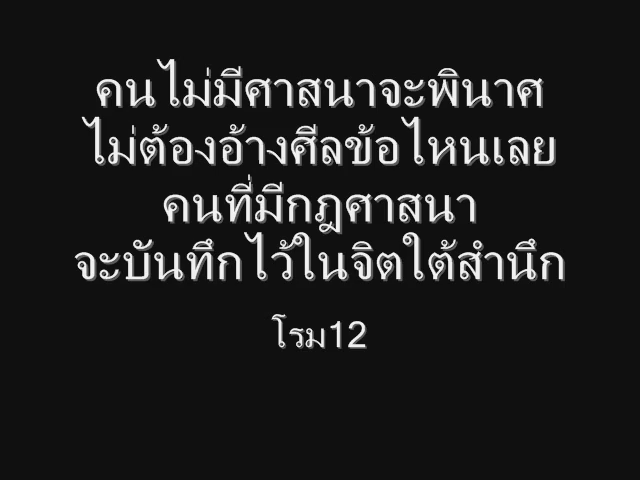 คนไม่มีศาสนาจะพินาศ
ไม่ต้องอ้างศีลข้อไหนเลย
คนที่มีกฎศาสนา
จะบันทึกไว้ในจิตใต้สำนึก
โรม12